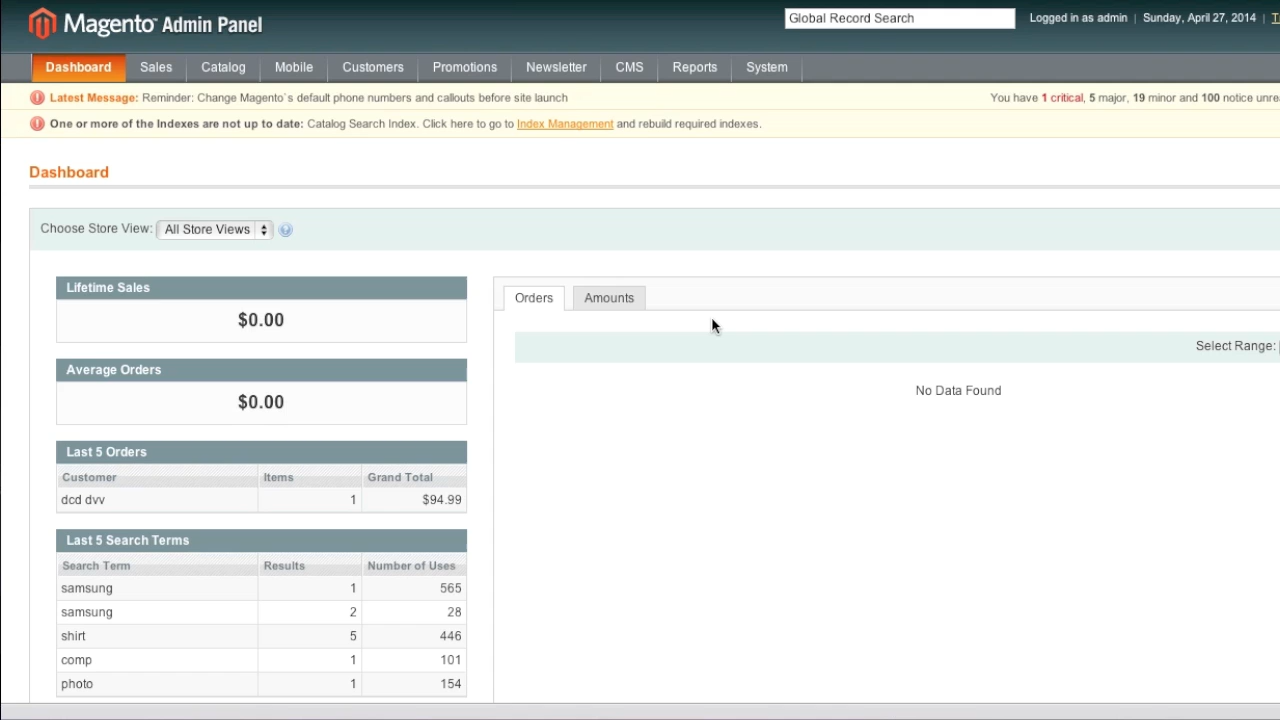 Magento Admin Panel
Global Record Search
Logged in as admin | Sunday, April 27, 2014 |
Dashboard Sales Catalog Mobile Customers Promotions Newsletter CMS Reports System
Latest Message: Reminder: Change Magento`s default phone numbers and callouts before site launch
You have 1 critical, 5 major, 19 minor and 100 notice unre
One or more of the Indexes are not up to date: Catalog Search Index. Click here to go to Index Management and rebuild required indexes.
Dashboard
Choose Store View: All Store Views
Lifetime Sales
$0.00
Average Orders
$0.00
Last 5 Orders
Customer Items Grand Total
dcd dvv 1 $94.99
Last 5 Search Terms
Search Term Results Number of Uses
samsung 1 565
samsung 2 28
shirt 5 446
comp 1 101
photo 1 154
Orders Amounts
Select Range:
No Data Found